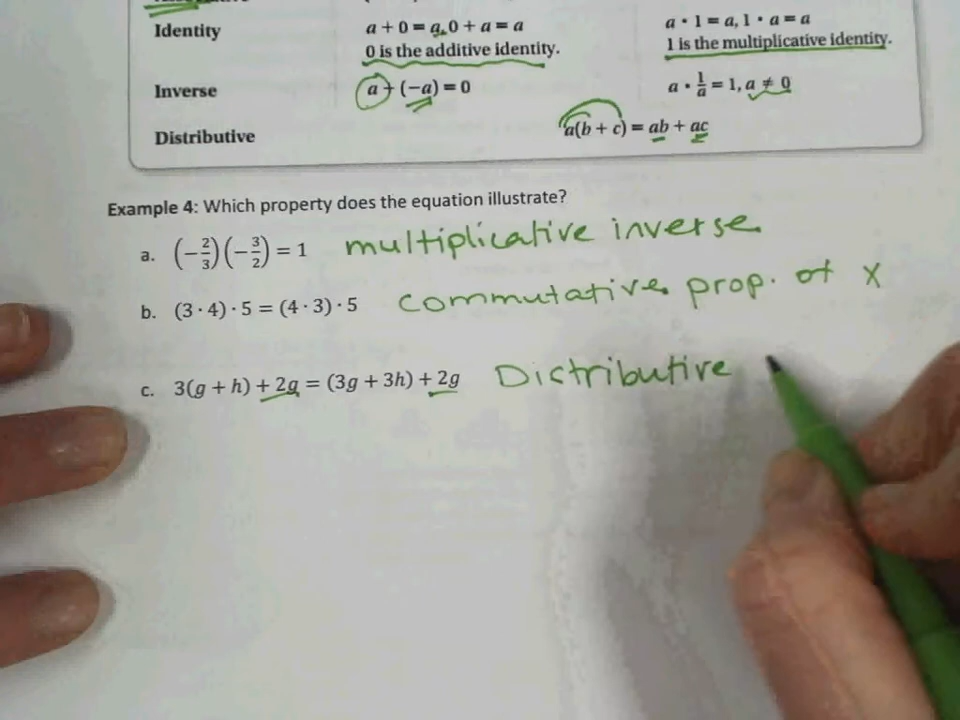 Identity a + 0 = a, 0 + a = a a · 1 = a, 1 · a = a
0 is the additive identity. 1 is the multiplicative identity.
Inverse a + (−a) = 0 a · 1/a = 1, a ≠ 0
Distributive a(b + c) = ab + ac
Example 4: Which property does the equation illustrate?
a. (−2/3)(−3/2) = 1 multiplicative inverse
b. (3 · 4) · 5 = (4 · 3) · 5 commutative prop. of x
c. 3(g + h) + 2g = (3g + 3h) + 2g Distributive